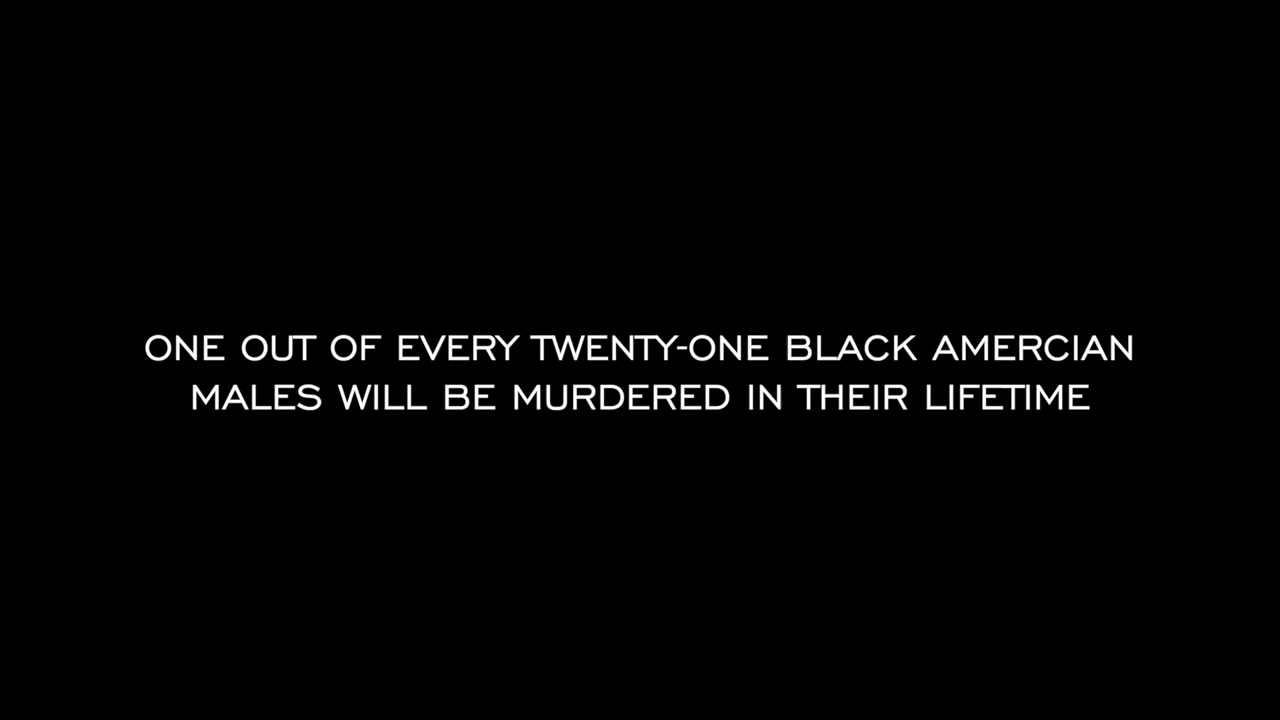 ONE OUT OF EVERY TWENTY-ONE BLACK AMERCIAN
MALES WILL BE MURDERED IN THEIR LIFETIME